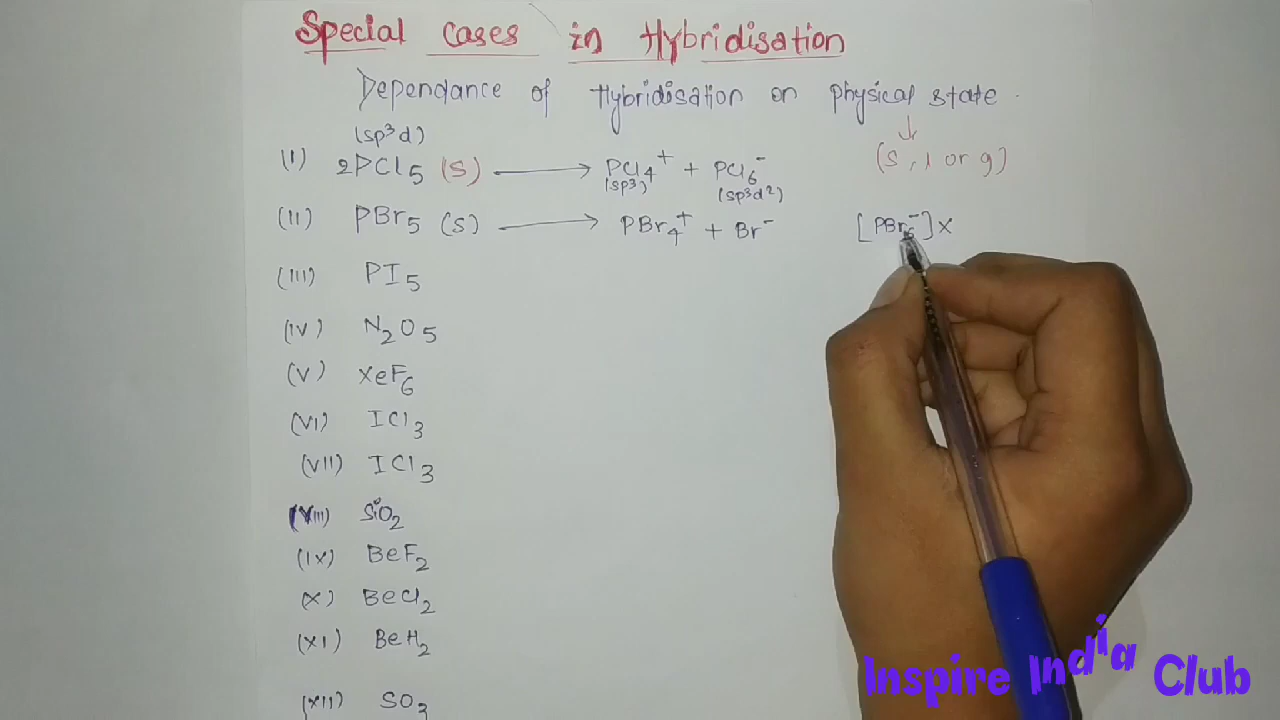 Special cases in Hybridisation
Dependance of Hybridisation on physical state.
(sp³d)
(I) 2PCl₅ (S) ⟶ PCl₄⁺ + PCl₆⁻
(sp3) (sp³d²)
(s, l or g)
(II) PBr₅ (S) ⟶ PBr₄⁺ + Br⁻ [PBr₆⁻] X
(III) PI₅
(IV) N₂O₅
(V) XeF₆
(VI) ICl₃
(VII) ICl₃
(VIII) SiO₂
(IX) BeF₂
(X) BeCl₂
(XI) BeH₂
(XII) SO₃
Inspire India Club